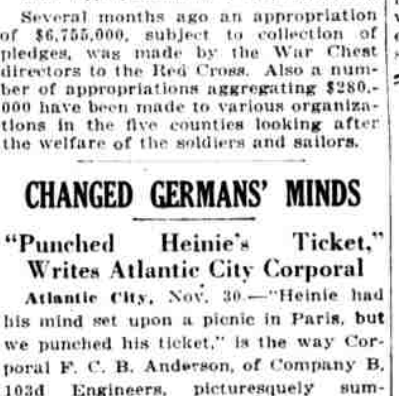 Several months ago an appropriation
of $6,755,000, subject to collection of
pledges, was made by the War Chest
directors to the Red Cross. Also a num-
ber of appropriations aggregating $280,-
000 have been made to various organiza-
tions in the five counties looking after
the welfare of the soldiers and sailors.
CHANGED GERMANS' MINDS
"Punched Heinie's Ticket,"
Writes Atlantic City Corporal
Atlantic City, Nov. 30.—"Heinie had
his mind set upon a picnic in Paris, but
we punched his ticket," is the way Cor-
poral F. C. B. Anderson, of Company B,
103d Engineers, picturesquely sum-